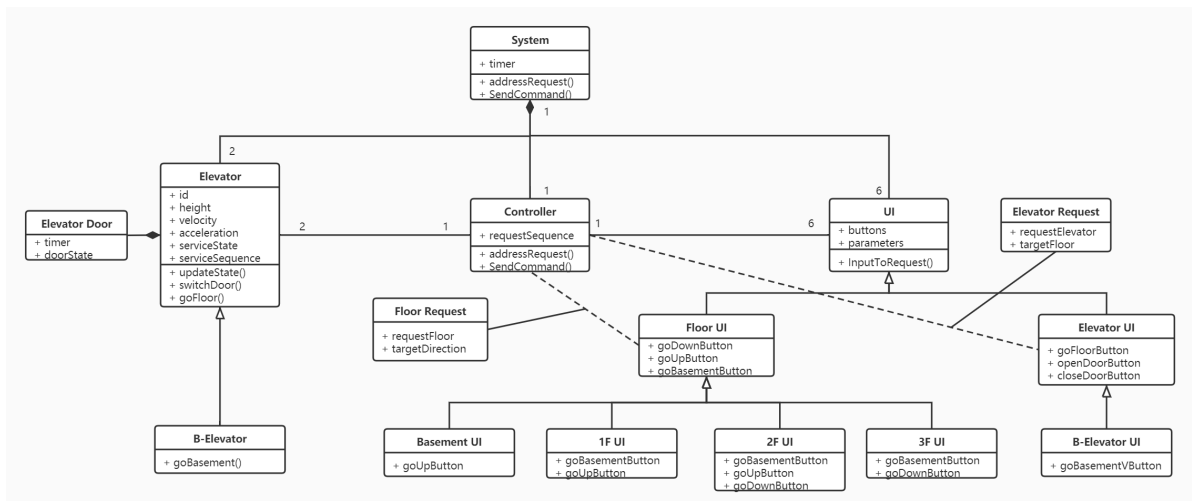 System
+ timer
+ addressRequest()
+ SendCommand()
1
2
1
6
Elevator
+ id
+ height
+ velocity
+ acceleration
+ serviceState
+ serviceSequence
+ updateState()
+ switchDoor()
+ goFloor()
Elevator Door
+ timer
+ doorState
2
1
Controller
+ requestSequence
+ addressRequest()
+ SendCommand()
1
6
UI
+ buttons
+ parameters
+ InputToRequest()
Elevator Request
+ requestElevator
+ targetFloor
Floor Request
+ requestFloor
+ targetDirection
Floor UI
+ goDownButton
+ goUpButton
+ goBasementButton
Elevator UI
+ goFloorButton
+ openDoorButton
+ closeDoorButton
B-Elevator
+ goBasement()
Basement UI
+ goUpButton
1F UI
+ goBasementButton
+ goUpButton
2F UI
+ goBasementButton
+ goUpButton
+ goDownButton
3F UI
+ goBasementButton
+ goDownButton
B-Elevator UI
+ goBasementVButton